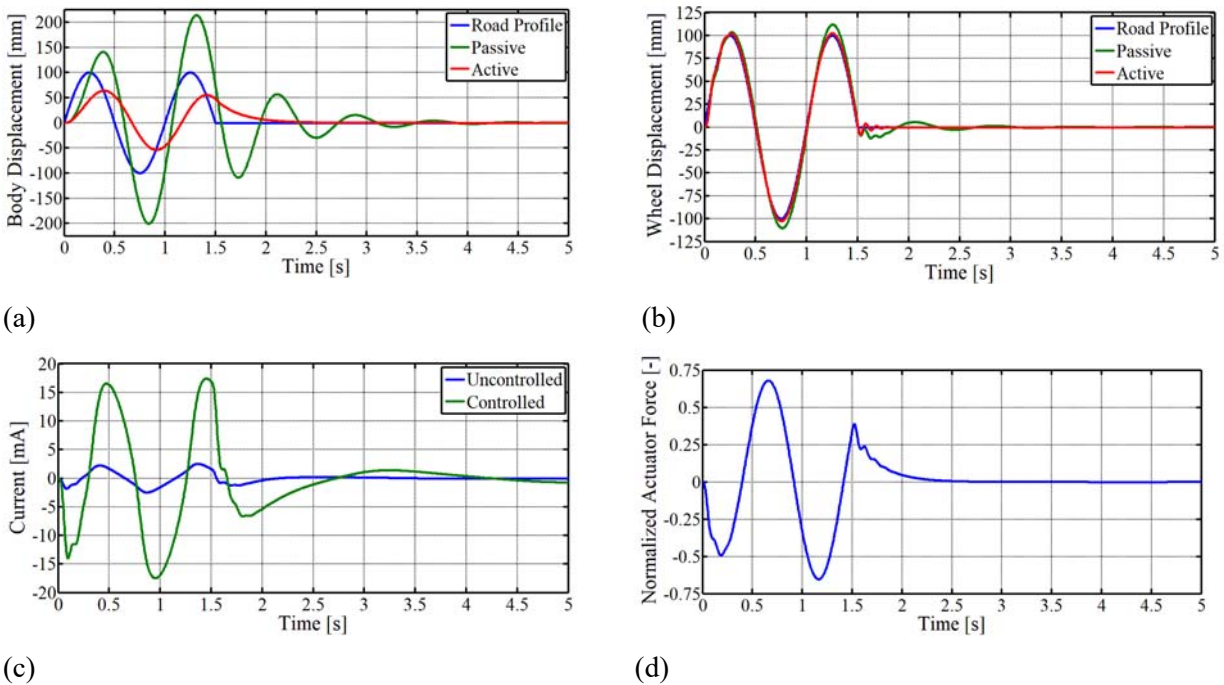 Body Displacement [mm]
200
150
100
50
0
-50
-100
-150
-200
Road Profile
Passive
Active
0 0.5 1 1.5 2 2.5 3 3.5 4 4.5 5
Time [s]
(a)
Wheel Displacement [mm]
125
100
75
50
25
0
-25
-50
-75
-100
-125
Road Profile
Passive
Active
0 0.5 1 1.5 2 2.5 3 3.5 4 4.5 5
Time [s]
(b)
Current [mA]
20
15
10
5
0
-5
-10
-15
-20
Uncontrolled
Controlled
0 0.5 1 1.5 2 2.5 3 3.5 4 4.5 5
Time [s]
(c)
Normalized Actuator Force [-]
0.75
0.5
0.25
0
-0.25
-0.5
-0.75
0 0.5 1 1.5 2 2.5 3 3.5 4 4.5 5
Time [s]
(d)